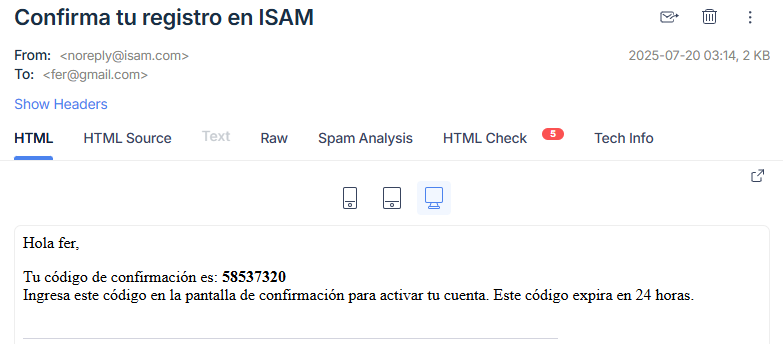 Confirma tu registro en ISAM
From: <noreply@isam.com>
2025-07-20 03:14, 2 KB
To: <fer@gmail.com>
Show Headers
HTML HTML Source Text Raw Spam Analysis HTML Check 5 Tech Info
Hola fer,
Tu código de confirmación es: 58537320
Ingresa este código en la pantalla de confirmación para activar tu cuenta. Este código expira en 24 horas.